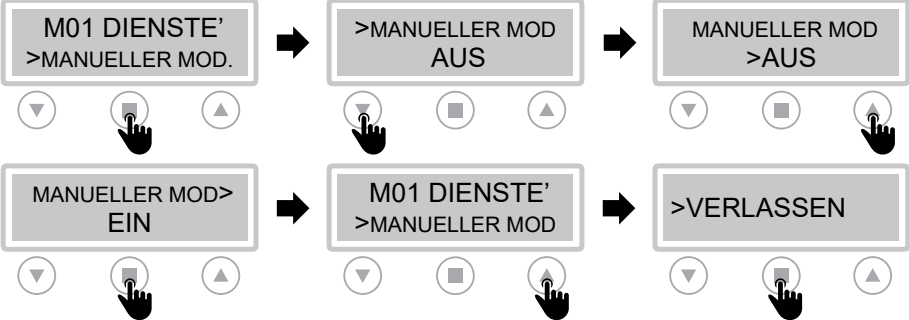 M01 DIENSTE’
>MANUELLER MOD.
>MANUELLER MOD
AUS
MANUELLER MOD
>AUS
MANUELLER MOD>
EIN
M01 DIENSTE’
>MANUELLER MOD
>VERLASSEN